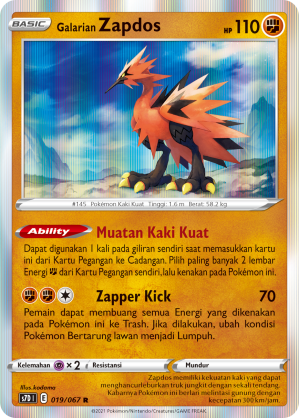 BASIC
Galarian Zapdos
HP 110
#145 Pokémon Kaki Kuat Tinggi: 1.6 m Berat: 58.2 kg
Ability Muatan Kaki Kuat
Dapat digunakan 1 kali pada giliran sendiri saat memasukkan kartu
ini dari Kartu Pegangan ke Cadangan. Pilih paling banyak 2 lembar
Energi dari Kartu Pegangan sendiri, lalu kenakan pada Pokémon ini.
Zapper Kick 70
Pemain membuang semua Energi yang dikenakan
pada Pokémon ini ke Trash. Jika dilakukan, ubah kondisi
Pokémon Bertarung lawan menjadi Lumpuh.
Kelemahan ×2 Resistansi Mundur
Illus. kodama
S7D I E 019/067 R
Zapdos memiliki kekuatan kaki yang dapat
menghancurleburkan truk jungkit dengan sekali tendang.
Kabarnya Pokémon ini berlari melintasi gunung dengan
kecepatan 300 km/jam.
©2021 Pokémon/Nintendo/Creatures/GAME FREAK